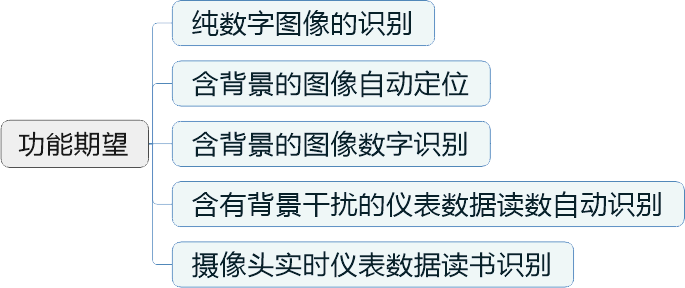 纯数字图像的识别
含背景的图像自动定位
功能期望
含背景的图像数字识别
含有背景干扰的仪表数据读数自动识别
摄像头实时仪表数据读书识别